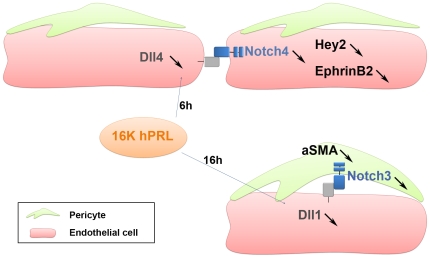 Dll4
Notch4
Hey2
EphrinB2
6h
16K hPRL
16h
aSMA
Notch3
Dll1
Pericyte
Endothelial cell